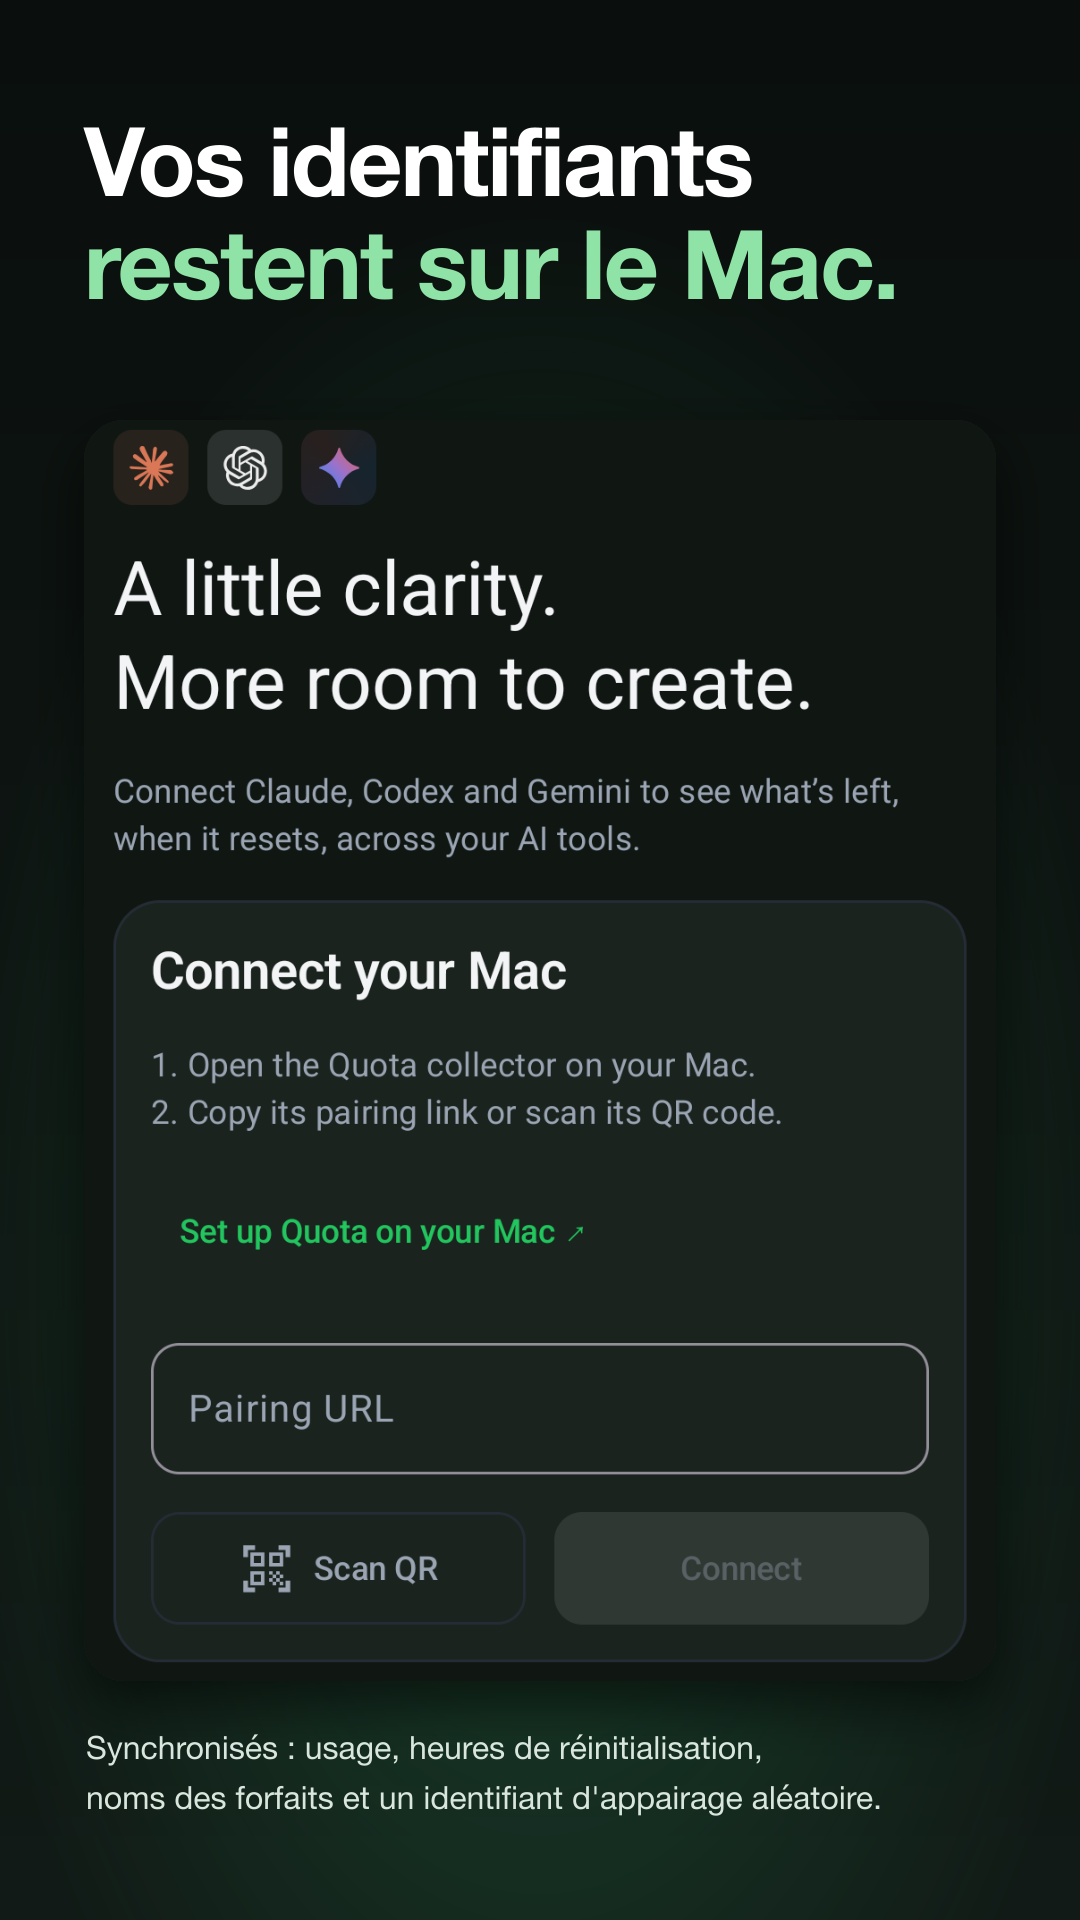 Vos identifiants
restent sur le Mac.
A little clarity.
More room to create.
Connect Claude, Codex and Gemini to see what’s left,
when it resets, across your AI tools.
Connect your Mac
1. Open the Quota collector on your Mac.
2. Copy its pairing link or scan its QR code.
Set up Quota on your Mac ↗
Pairing URL
Scan QR
Connect
Synchronisés : usage, heures de réinitialisation,
noms des forfaits et un identifiant d'appairage aléatoire.